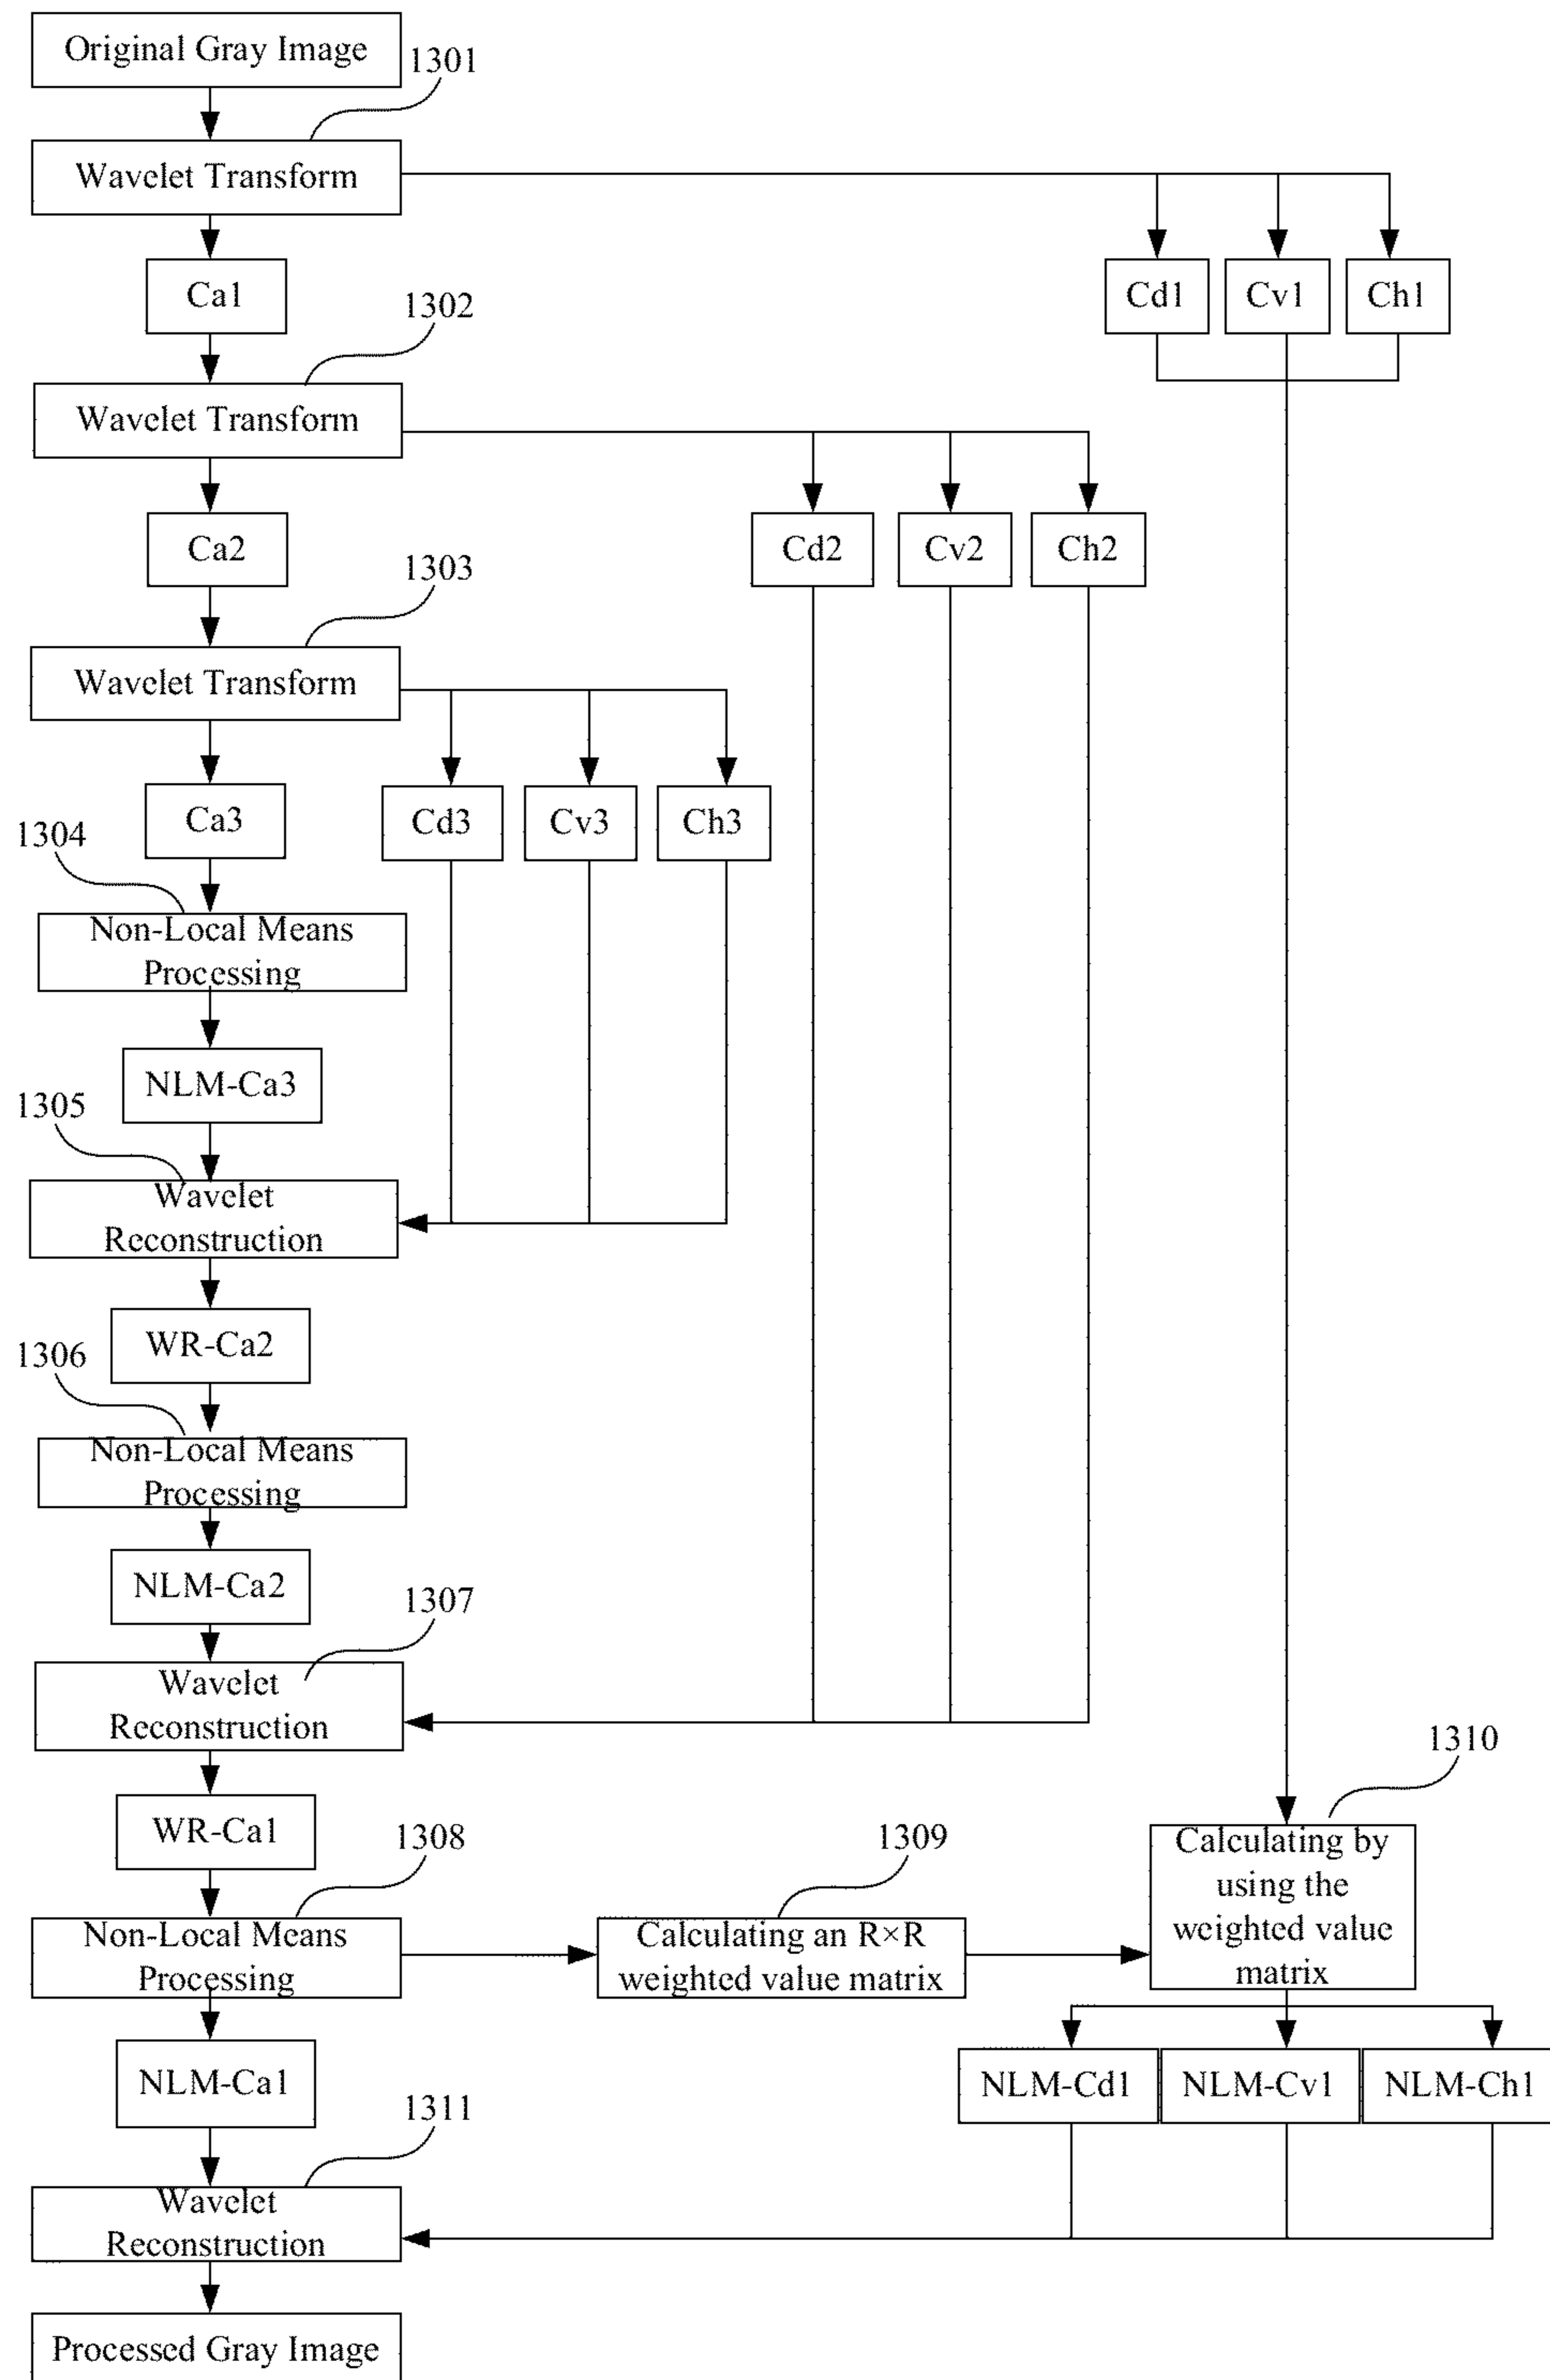 Original Gray Image
1301
Wavelet Transform
Ca1
Cd1
Cv1
Ch1
1302
Wavelet Transform
Ca2
Cd2
Cv2
Ch2
1303
Wavelet Transform
Ca3
Cd3
Cv3
Ch3
1304
Non-Local Means
Processing
NLM-Ca3
1305
Wavelet
Reconstruction
WR-Ca2
1306
Non-Local Means
Processing
NLM-Ca2
1307
Wavelet
Reconstruction
WR-Ca1
1308
Non-Local Means
Processing
1309
Calculating an R×R
weighted value matrix
1310
Calculating by
using the
weighted value
matrix
NLM-Ca1
NLM-Cd1
NLM-Cv1
NLM-Ch1
1311
Wavelet
Reconstruction
Processed Gray Image